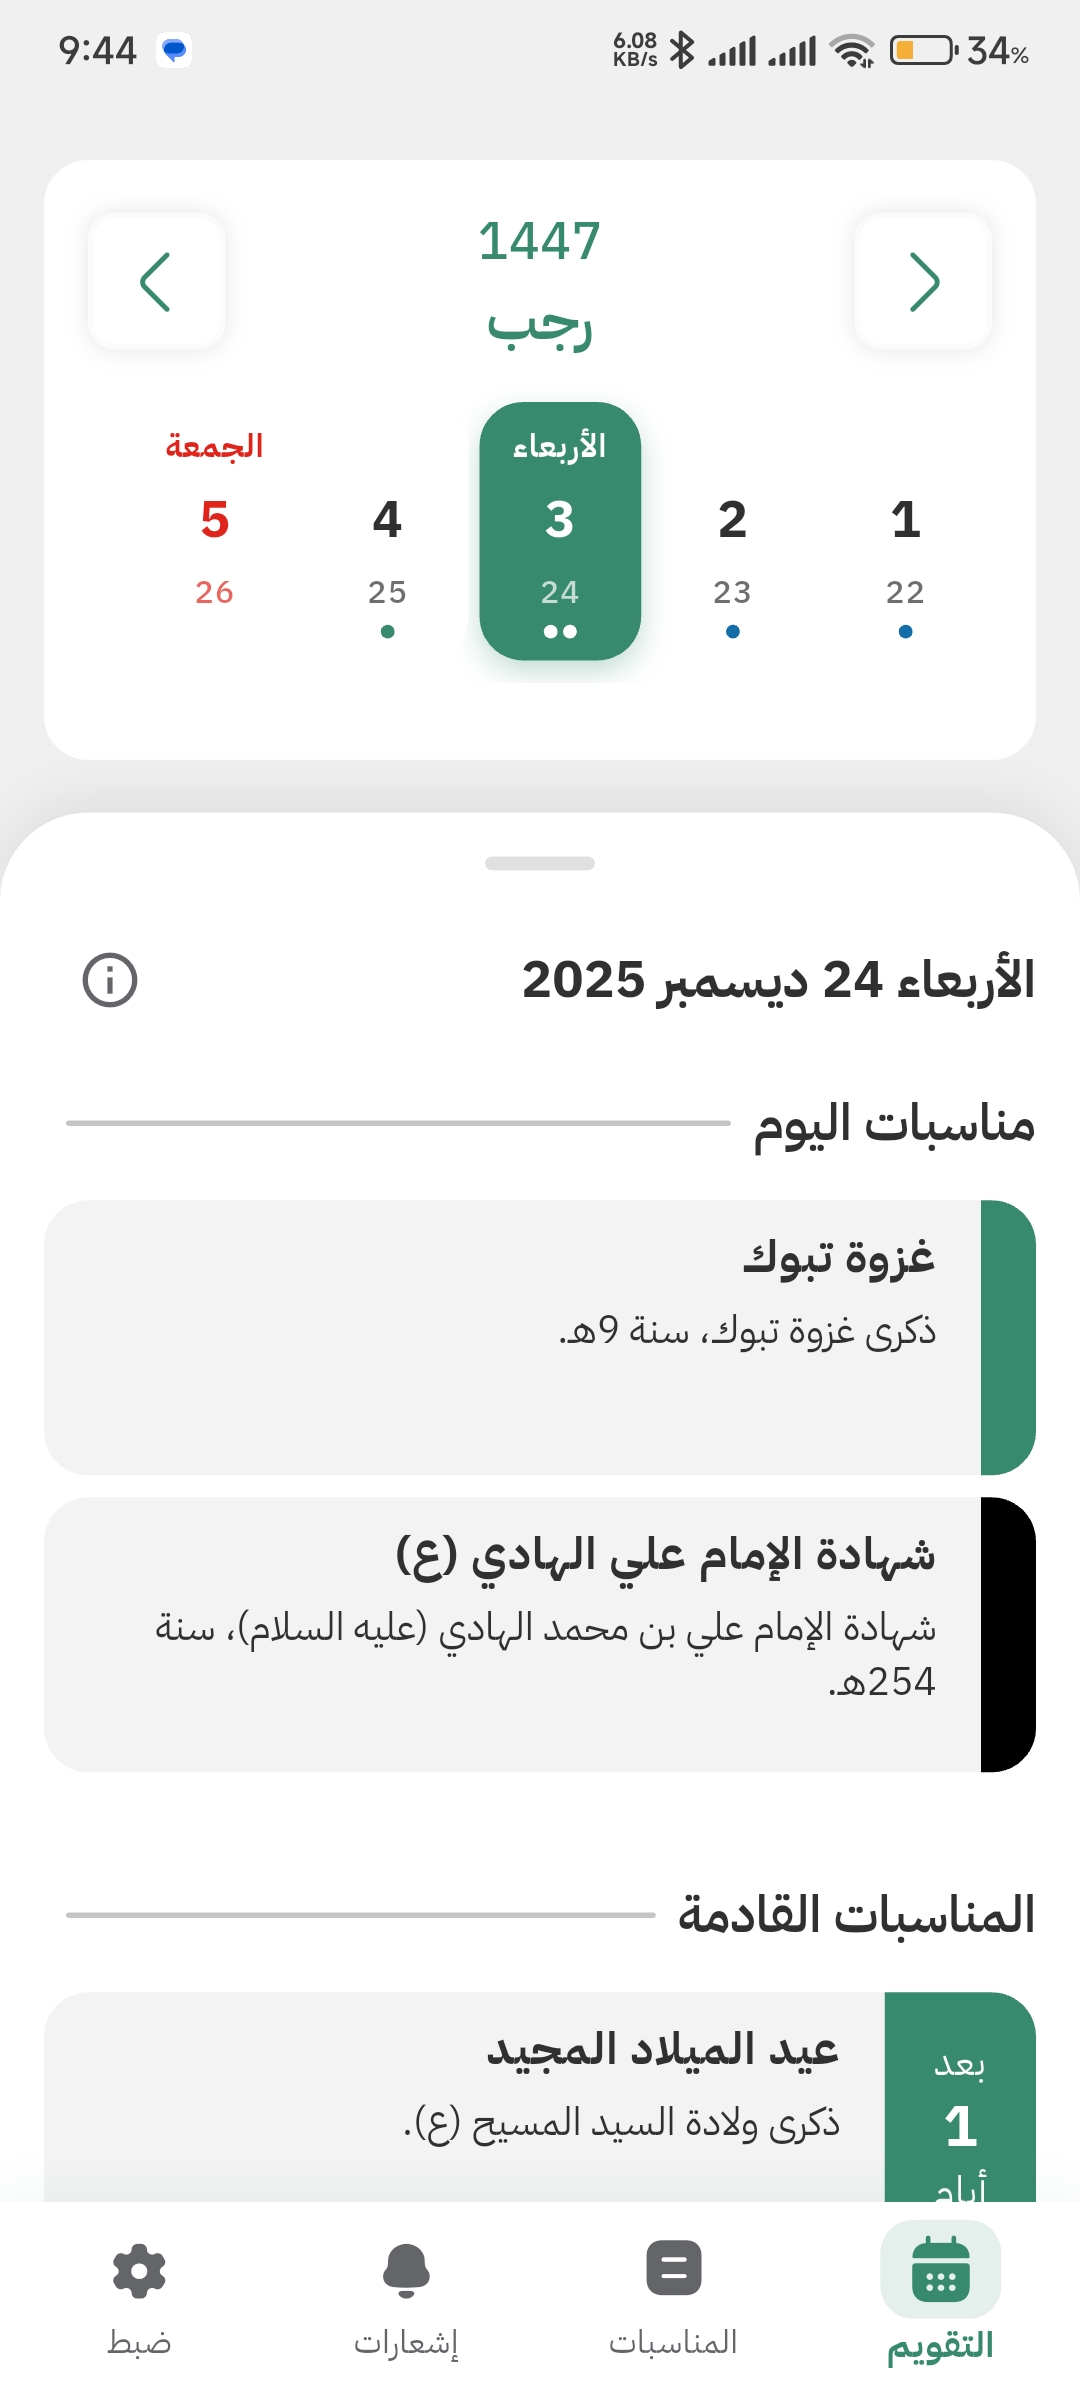 9:44
6.08 KB/s
34%
1447
رجب
الأربعاء
الجمعة
1 2 3 4 5
22 23 24 25 26
الأربعاء 24 ديسمبر 2025
مناسبات اليوم
غزوة تبوك
ذكرى غزوة تبوك، سنة 9هـ.
شهادة الإمام علي الهادي (ع)
شهادة الإمام علي بن محمد الهادي (عليه السلام)، سنة
254هـ.
المناسبات القادمة
بعد
1
أيام
عيد الميلاد المجيد
ذكرى ولادة السيد المسيح (ع).
التقويم
المناسبات
إشعارات
ضبط